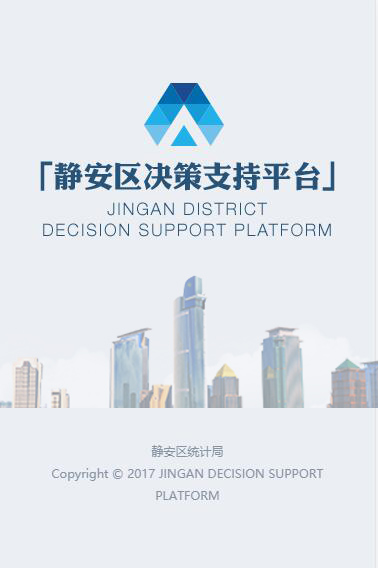 「静安区决策支持平台」
JINGAN DISTRICT
DECISION SUPPORT PLATFORM
静安区统计局
Copyright © 2017 JINGAN DECISION SUPPORT
PLATFORM